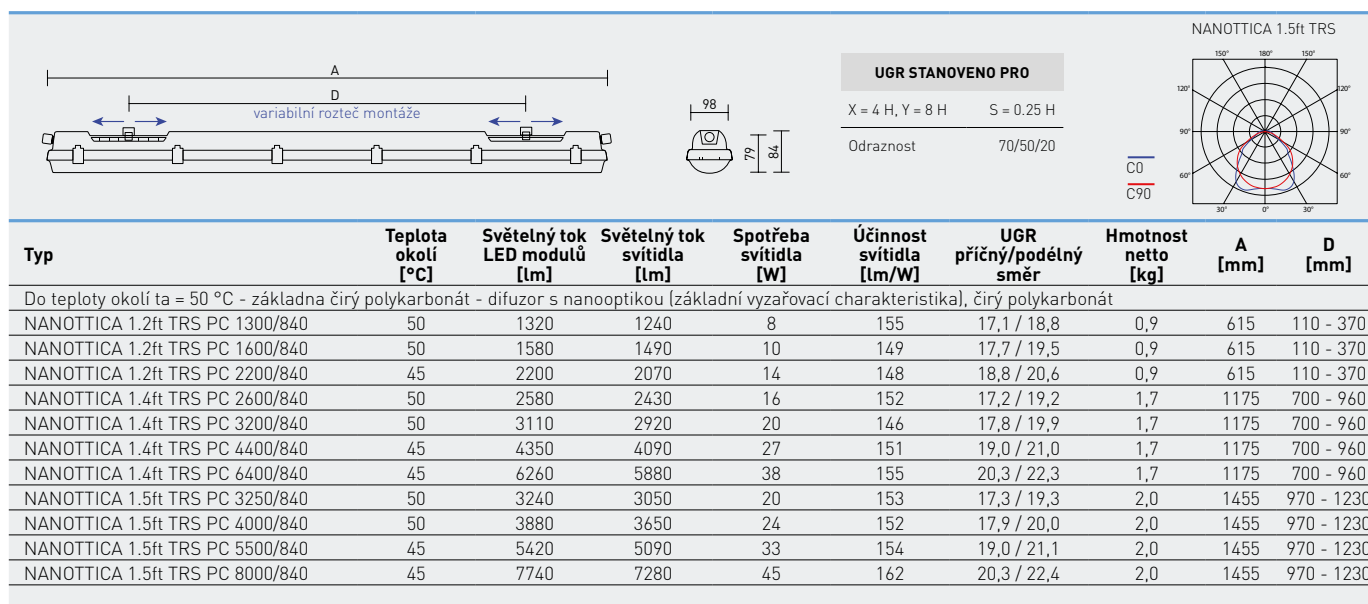 NANOTTICA 1.5ft TRS
150° 180° 150°
120° 120°
90° 90°
60° 60°
30° 0° 30°
C0
C90
A
D
variabilní rozteč montáže
98
79
84
UGR STANOVENO PRO
X = 4 H, Y = 8 H S = 0.25 H
Odraznost 70/50/20
Typ Teplota okolí [°C] Světelný tok LED modulů [lm] Světelný tok svítidla [lm] Spotřeba svítidla [W] Účinnost svítidla [lm/W] UGR příčný/podélný směr Hmotnost netto [kg] A [mm] D [mm]
Do teploty okolí ta = 50 °C - základna čirý polykarbonát - difuzor s nanooptikou (základní vyzařovací charakteristika), čirý polykarbonát
NANOTTICA 1.2ft TRS PC 1300/840 50 1320 1240 8 155 17,1 / 18,8 0,9 615 110 - 370
NANOTTICA 1.2ft TRS PC 1600/840 50 1580 1490 10 149 17,7 / 19,5 0,9 615 110 - 370
NANOTTICA 1.2ft TRS PC 2200/840 45 2200 2070 14 148 18,8 / 20,6 0,9 615 110 - 370
NANOTTICA 1.4ft TRS PC 2600/840 50 2580 2430 16 152 17,2 / 19,2 1,7 1175 700 - 960
NANOTTICA 1.4ft TRS PC 3200/840 50 3110 2920 20 146 17,8 / 19,9 1,7 1175 700 - 960
NANOTTICA 1.4ft TRS PC 4400/840 45 4350 4090 27 151 19,0 / 21,0 1,7 1175 700 - 960
NANOTTICA 1.4ft TRS PC 6400/840 45 6260 5880 38 155 20,3 / 22,3 1,7 1175 700 - 960
NANOTTICA 1.5ft TRS PC 3250/840 50 3240 3050 20 153 17,3 / 19,3 2,0 1455 970 - 1230
NANOTTICA 1.5ft TRS PC 4000/840 50 3880 3650 24 152 17,9 / 20,0 2,0 1455 970 - 1230
NANOTTICA 1.5ft TRS PC 5500/840 45 5420 5090 33 154 19,0 / 21,1 2,0 1455 970 - 1230
NANOTTICA 1.5ft TRS PC 8000/840 45 7740 7280 45 162 20,3 / 22,4 2,0 1455 970 - 1230